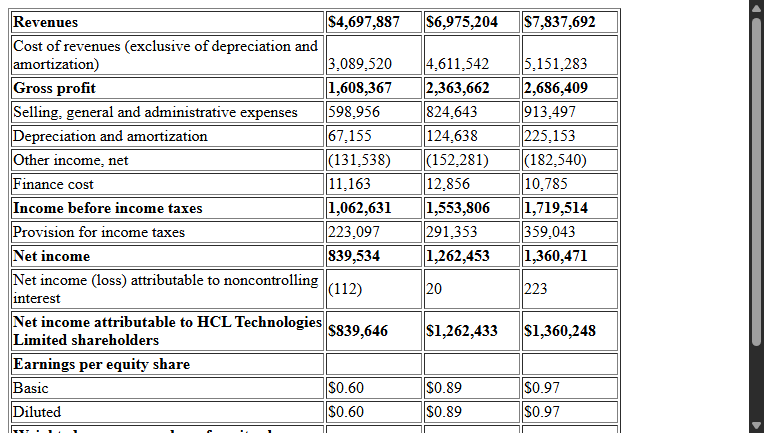 Revenues $4,697,887 $6,975,204 $7,837,692
Cost of revenues (exclusive of depreciation and
amortization) 3,089,520 4,611,542 5,151,283
Gross profit 1,608,367 2,363,662 2,686,409
Selling, general and administrative expenses 598,956 824,643 913,497
Depreciation and amortization 67,155 124,638 225,153
Other income, net (131,538) (152,281) (182,540)
Finance cost 11,163 12,856 10,785
Income before income taxes 1,062,631 1,553,806 1,719,514
Provision for income taxes 223,097 291,353 359,043
Net income 839,534 1,262,453 1,360,471
Net income (loss) attributable to noncontrolling
interest (112) 20 223
Net income attributable to HCL Technologies
Limited shareholders $839,646 $1,262,433 $1,360,248
Earnings per equity share
Basic $0.60 $0.89 $0.97
Diluted $0.60 $0.89 $0.97